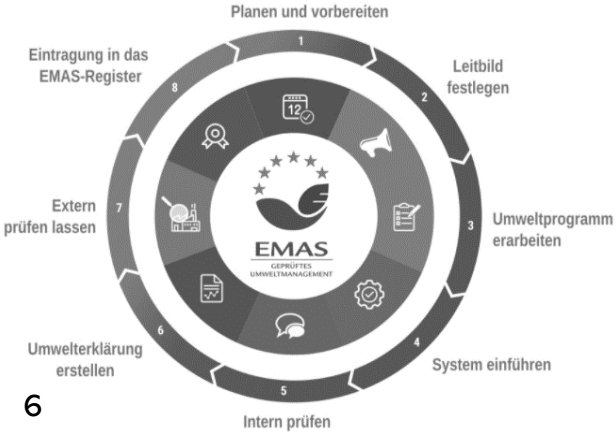 Planen und vorbereiten
1
Leitbild
festlegen
2
Umweltprogramm
erarbeiten
3
System einführen
4
Intern prüfen
5
Umwelterklärung
erstellen
6
Extern
prüfen lassen
7
Eintragung in das
EMAS-Register
8
12
EMAS
GEPRÜFTES
UMWELTMANAGEMENT
6